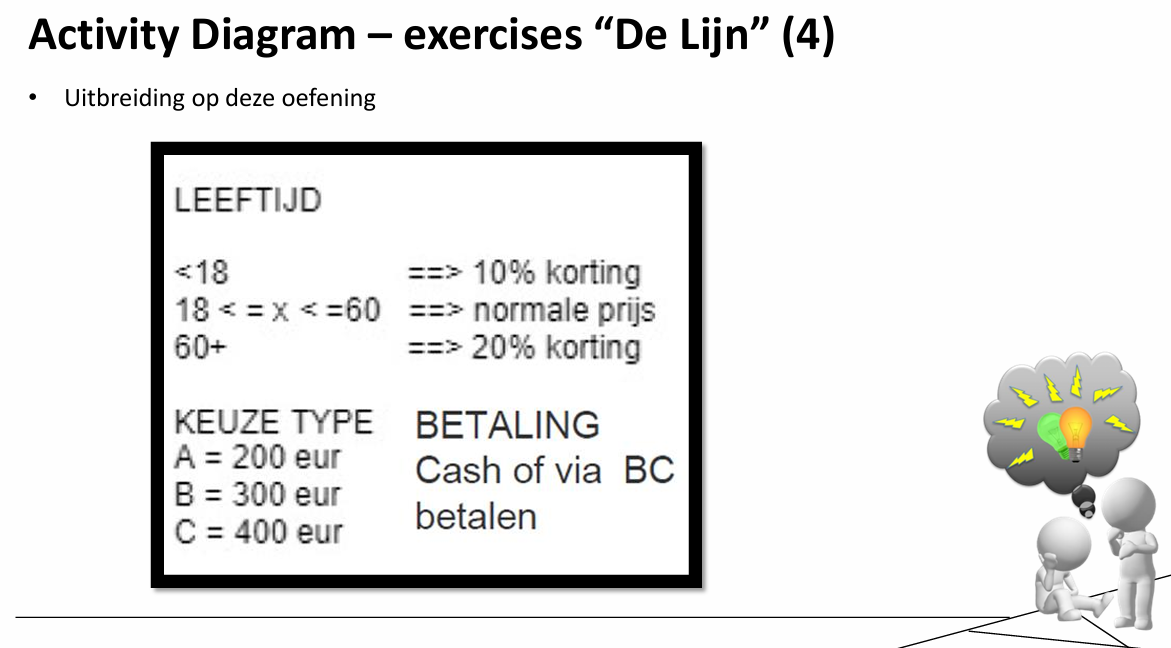 Activity Diagram – exercises “De Lijn” (4)
• Uitbreiding op deze oefening
LEEFTIJD
<18 ==> 10% korting
18 < = x < =60 ==> normale prijs
60+ ==> 20% korting
KEUZE TYPE
A = 200 eur
B = 300 eur
C = 400 eur
BETALING
Cash of via BC
betalen